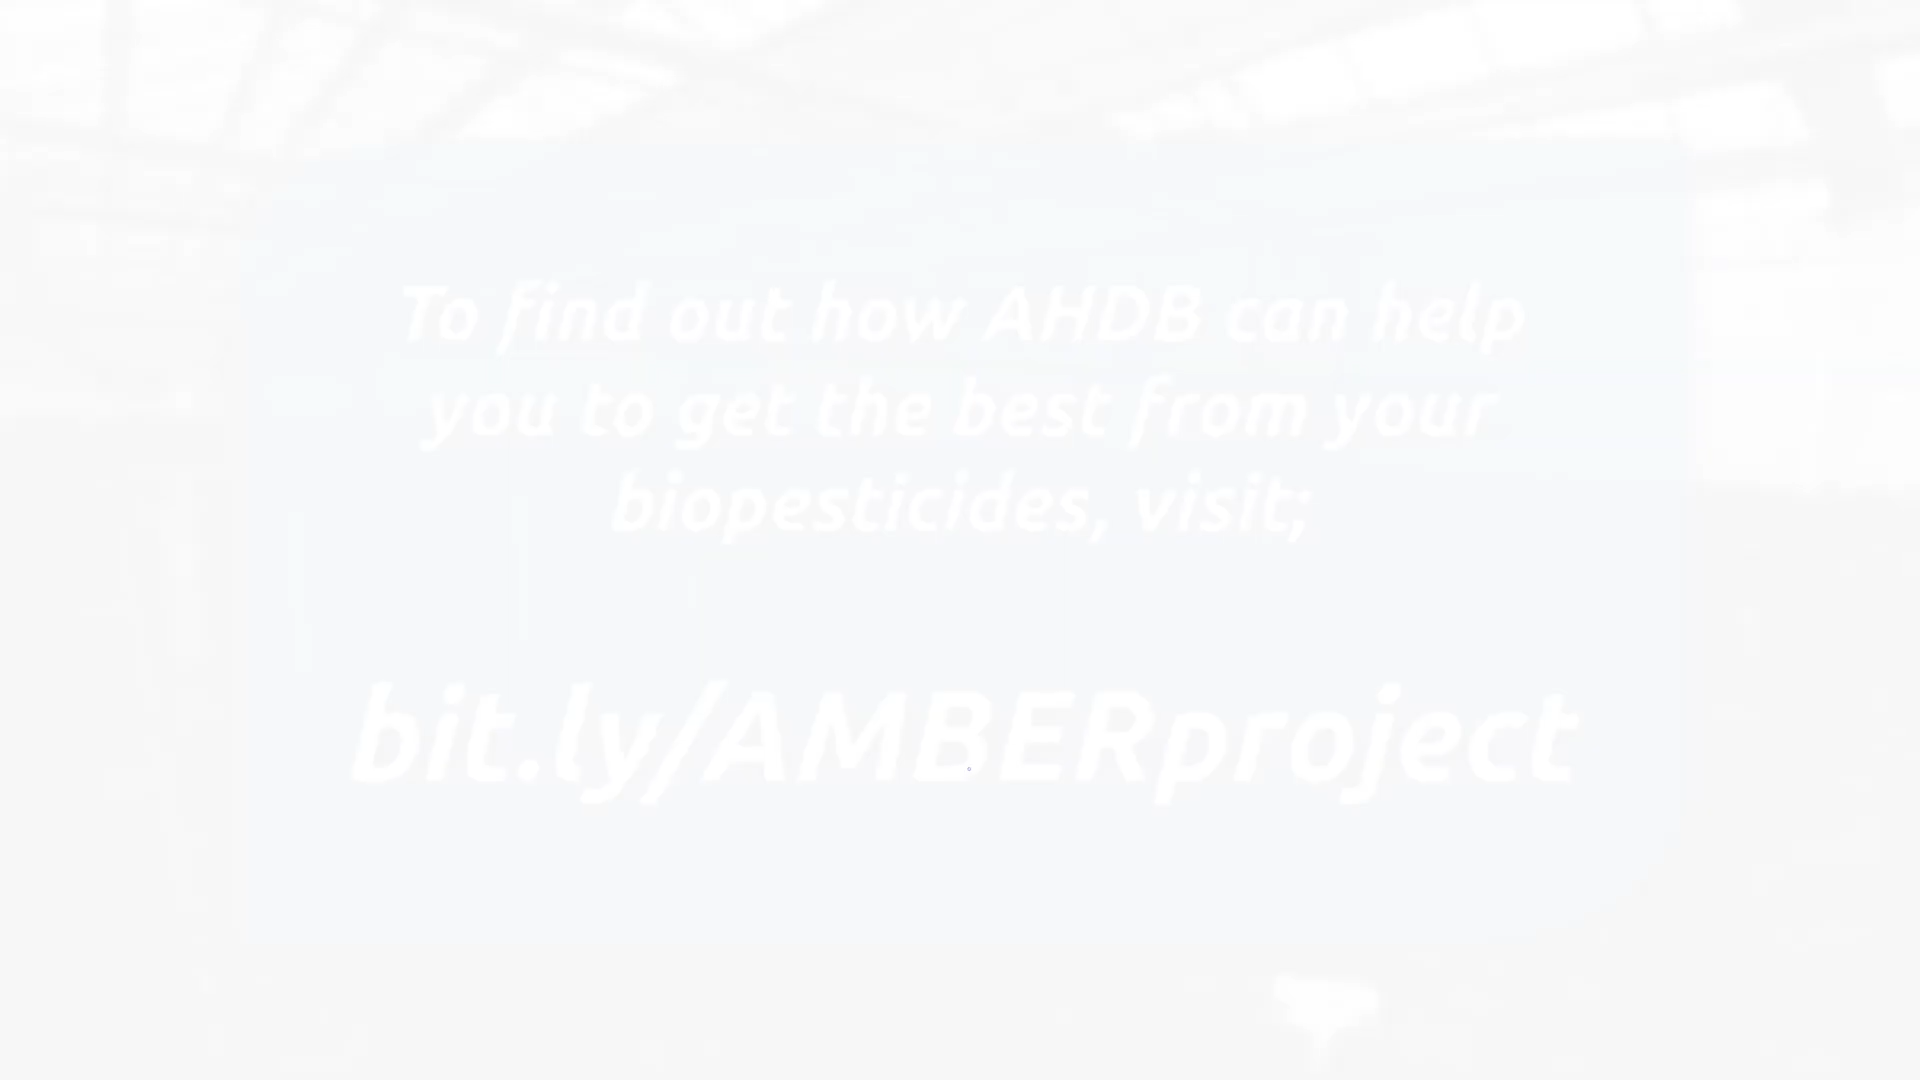 To find out how AHDB can help
you to get the best from your
biopesticides, visit;
bit.ly/AMBERproject